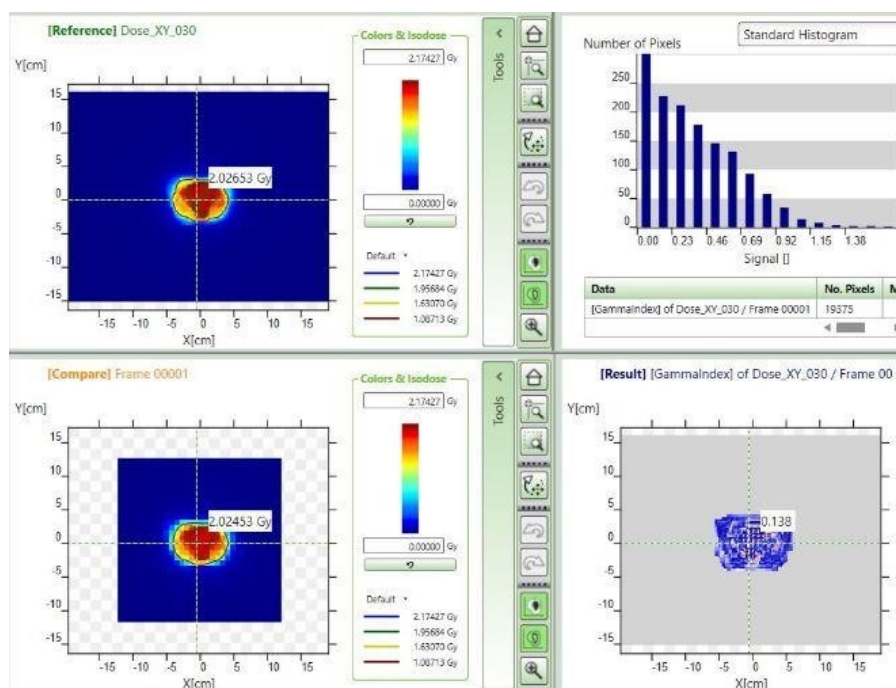 [Reference] Dose_XY_030
Y[cm]
15
10
5
0
-5
-10
-15
2.02653 Gy
-15 -10 -5 0 5 10 15
X[cm]
Colors & Isodose
2.17427 Gy
0.00000 Gy
Default
2.17427 Gy
1.95684 Gy
1.63070 Gy
1.08713 Gy
Tools
Number of Pixels
Standard Histogram
250
200
150
100
50
0
0.00 0.23 0.46 0.69 0.92 1.15 1.38
Signal []
Data No. Pixels M
[GammaIndex] of Dose_XY_030 / Frame 00001 19375
[Compare] Frame 00001
Y[cm]
15
10
5
0
-5
-10
-15
2.02453 Gy
-15 -10 -5 0 5 10 15
X[cm]
Colors & Isodose
2.17427 Gy
0.00000 Gy
Default
2.17427 Gy
1.95684 Gy
1.63070 Gy
1.08713 Gy
Tools
[Result] [GammaIndex] of Dose_XY_030 / Frame 00
Y[cm]
15
10
5
0
-5
-10
-15
0.138
-15 -10 -5 0 5 10 15
X[cm]